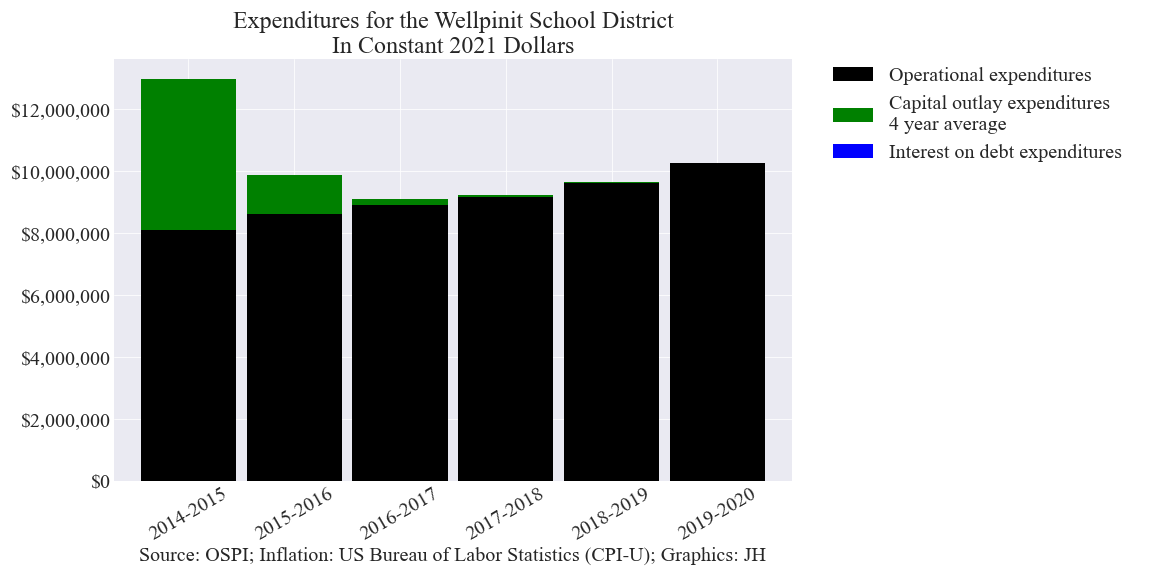 Expenditures for the Wellpinit School District
In Constant 2021 Dollars
Operational expenditures
Capital outlay expenditures
4 year average
Interest on debt expenditures
$12,000,000
$10,000,000
$8,000,000
$6,000,000
$4,000,000
$2,000,000
$0
2014-2015
2015-2016
2016-2017
2017-2018
2018-2019
2019-2020
Source: OSPI; Inflation: US Bureau of Labor Statistics (CPI-U); Graphics: JH